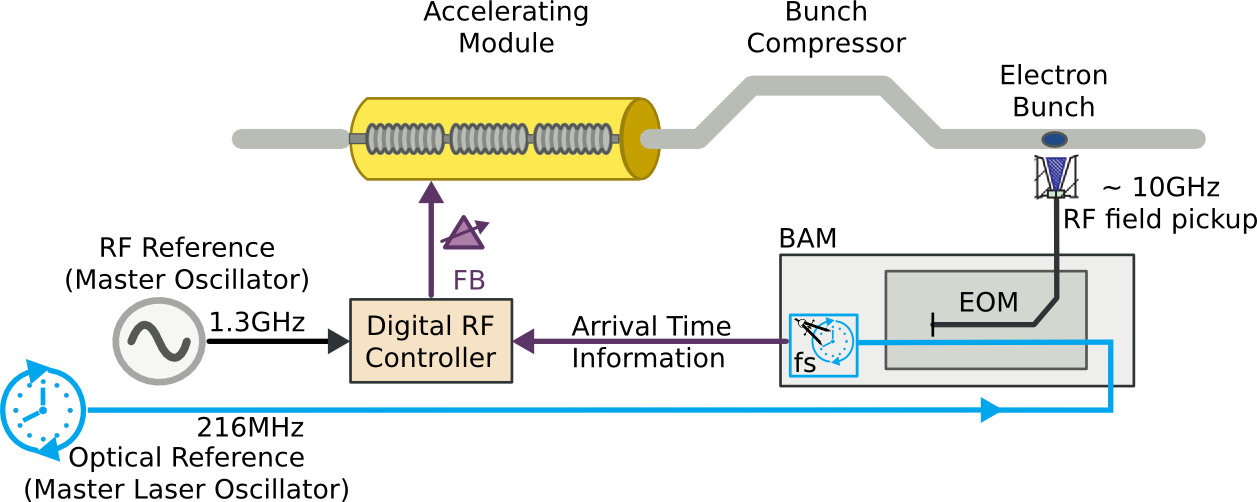 Accelerating
Module
Bunch
Compressor
Electron
Bunch
~ 10GHz
RF field pickup
BAM
EOM
fs
RF Reference
(Master Oscillator)
1.3GHz
FB
Digital RF
Controller
Arrival Time
Information
216MHz
Optical Reference
(Master Laser Oscillator)